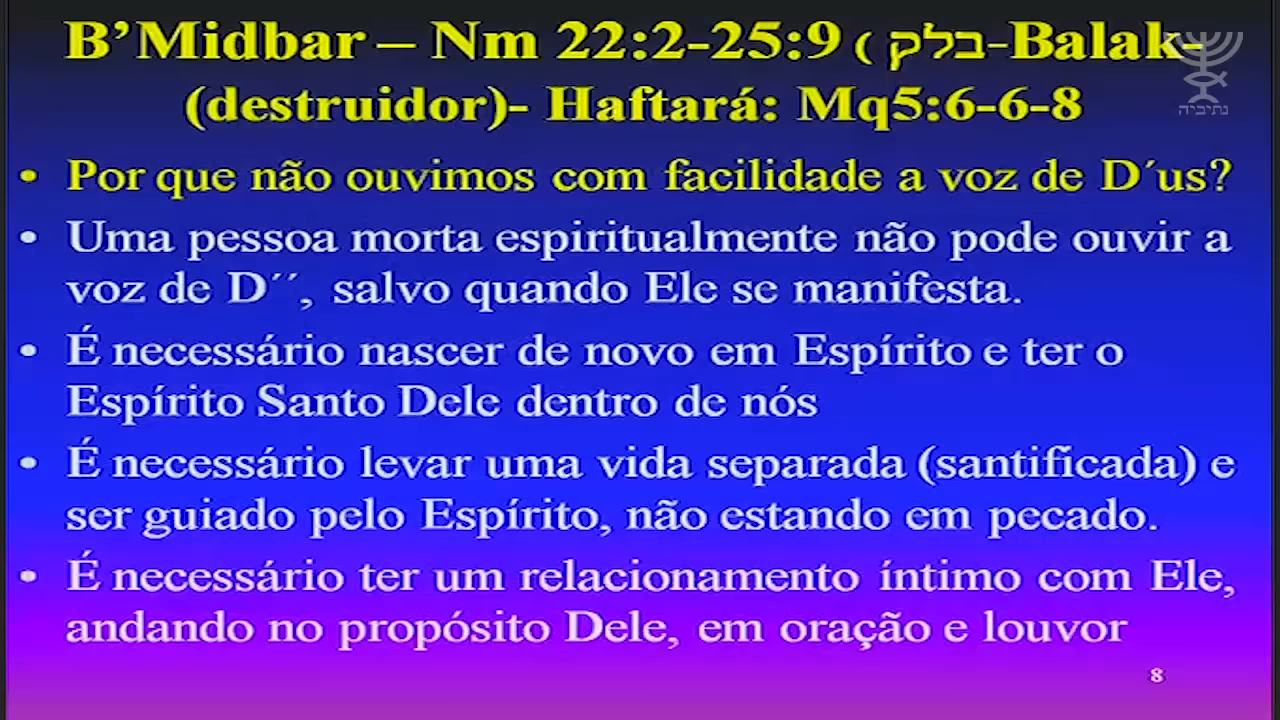 B’Midbar – Nm 22:2-25:9 ( בלק-Balak-
(destruidor)- Haftará: Mq5:6-6-8
נתיביה
• Por que não ouvimos com facilidade a voz de D´us?
• Uma pessoa morta espiritualmente não pode ouvir a
voz de D´´, salvo quando Ele se manifesta.
• É necessário nascer de novo em Espírito e ter o
Espírito Santo Dele dentro de nós
• É necessário levar uma vida separada (santificada) e
ser guiado pelo Espírito, não estando em pecado.
• É necessário ter um relacionamento íntimo com Ele,
andando no propósito Dele, em oração e louvor
8